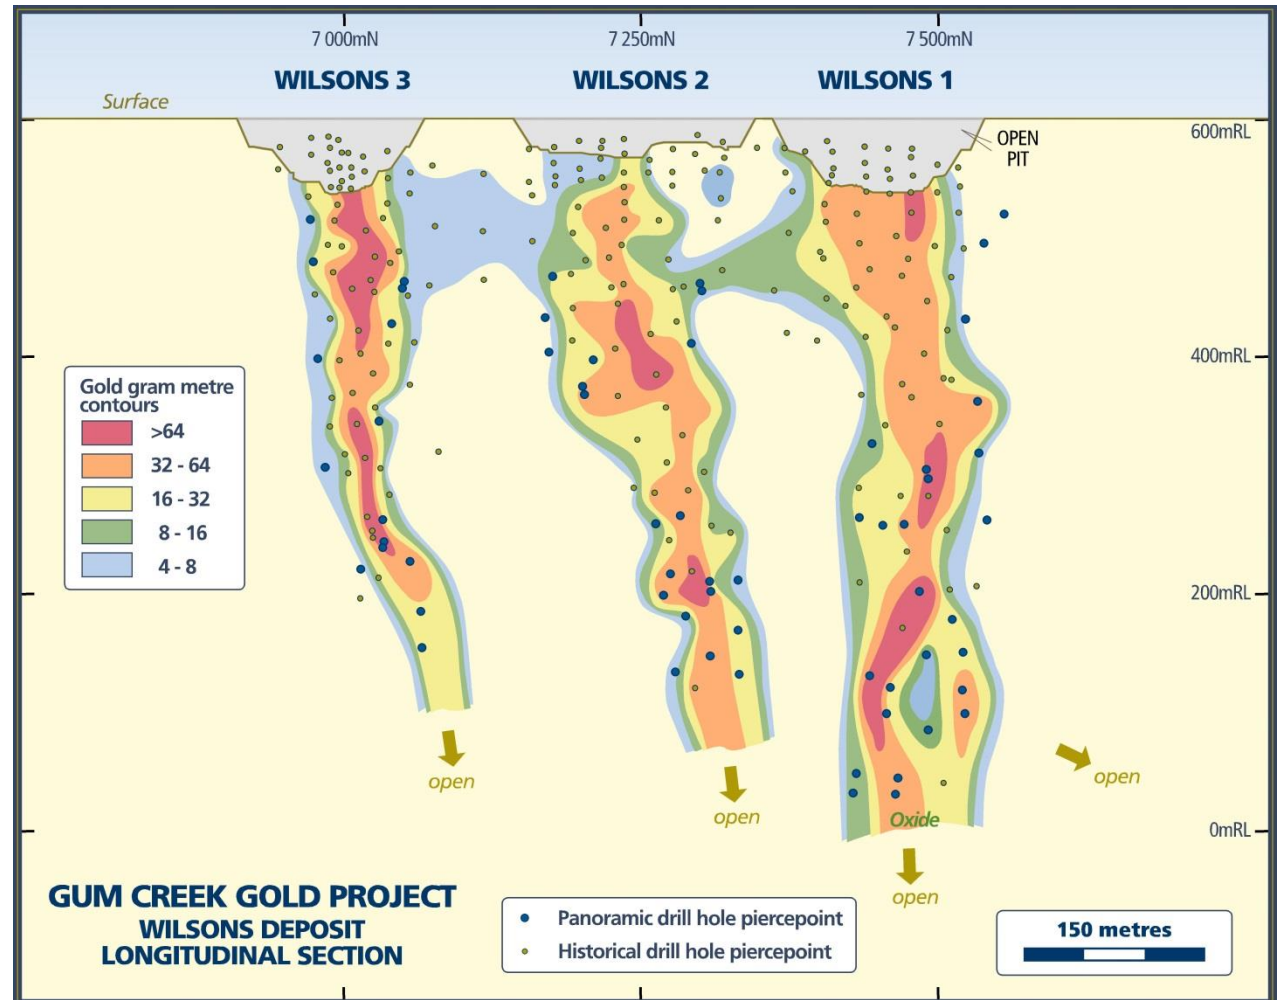 7 000mN
7 250mN
7 500mN
WILSONS 3
WILSONS 2
WILSONS 1
Surface
600mRL
OPEN
PIT
400mRL
Gold gram metre
contours
>64
32 - 64
16 - 32
8 - 16
4 - 8
200mRL
open
open
open
Oxide
0mRL
open
GUM CREEK GOLD PROJECT
WILSONS DEPOSIT
LONGITUDINAL SECTION
Panoramic drill hole piercepoint
Historical drill hole piercepoint
150 metres